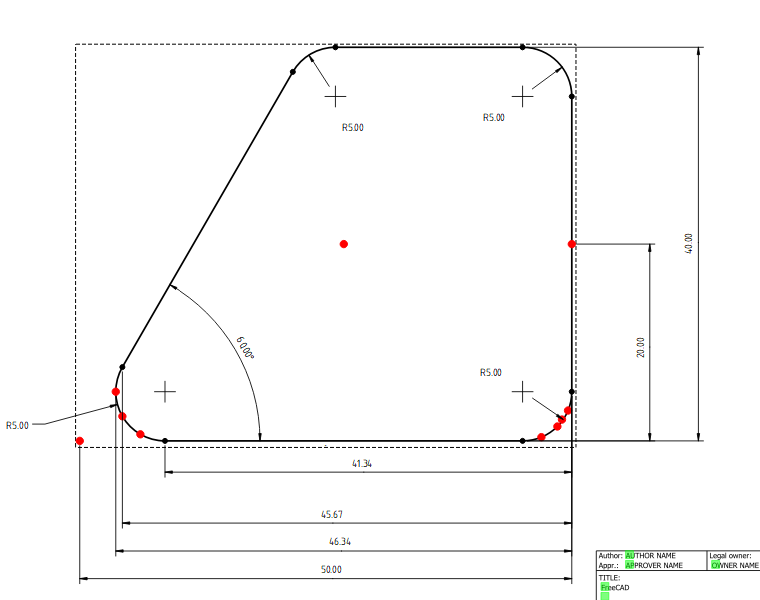 R5.00
R5.00
40.00
20.00
60.00°
R5.00
R5.00
41.34
45.67
46.34
50.00
Author: AUTHOR NAME
Legal owner:
Appr.: APPROVER NAME
OWNER NAME
TITLE:
FreeCAD